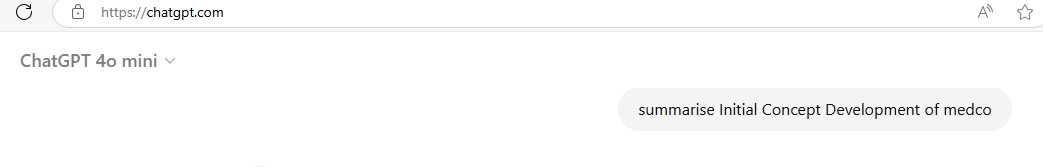 https://chatgpt.com
ChatGPT 4o mini
summarise Initial Concept Development of medco